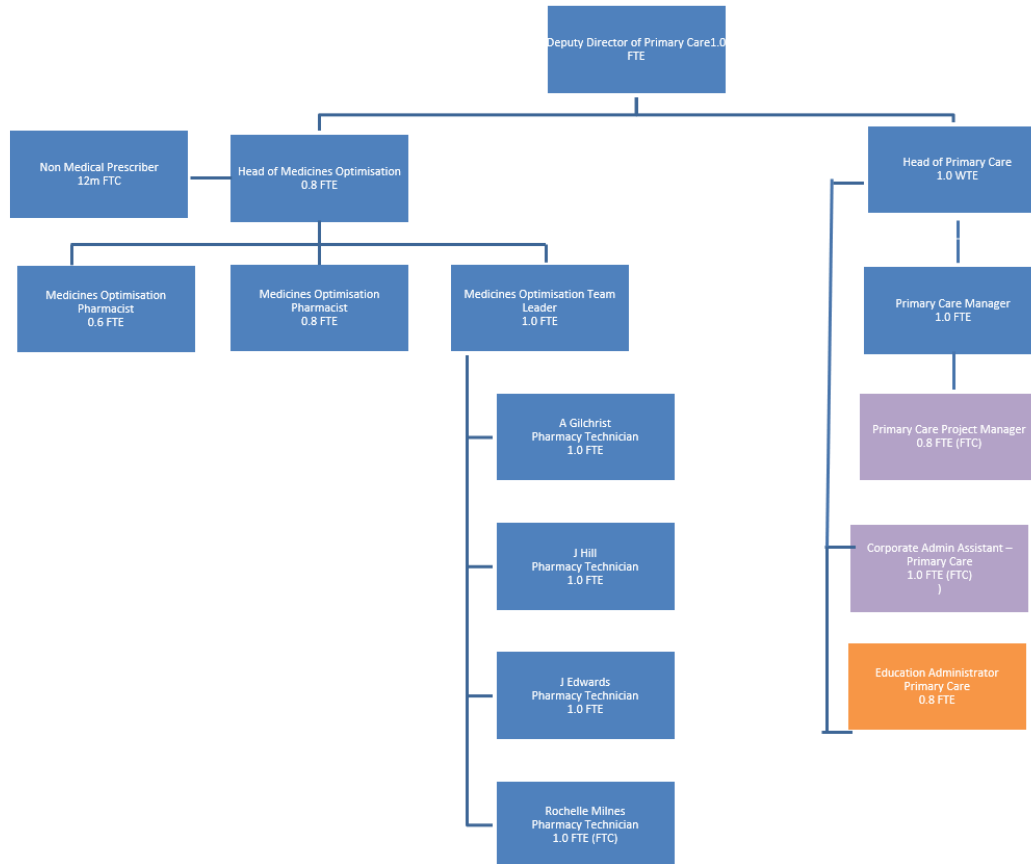 Deputy Director of Primary Care1.0
FTE
Non Medical Prescriber
12m FTC
Head of Medicines Optimisation
0.8 FTE
Head of Primary Care
1.0 WTE
Medicines Optimisation
Pharmacist
0.6 FTE
Medicines Optimisation
Pharmacist
0.8 FTE
Medicines Optimisation Team
Leader
1.0 FTE
Primary Care Manager
1.0 FTE
A Gilchrist
Pharmacy Technician
1.0 FTE
J Hill
Pharmacy Technician
1.0 FTE
J Edwards
Pharmacy Technician
1.0 FTE
Rochelle Milnes
Pharmacy Technician
1.0 FTE (FTC)
Primary Care Project Manager
0.8 FTE (FTC)
Corporate Admin Assistant –
Primary Care
1.0 FTE (FTC)
)
Education Administrator
Primary Care
0.8 FTE